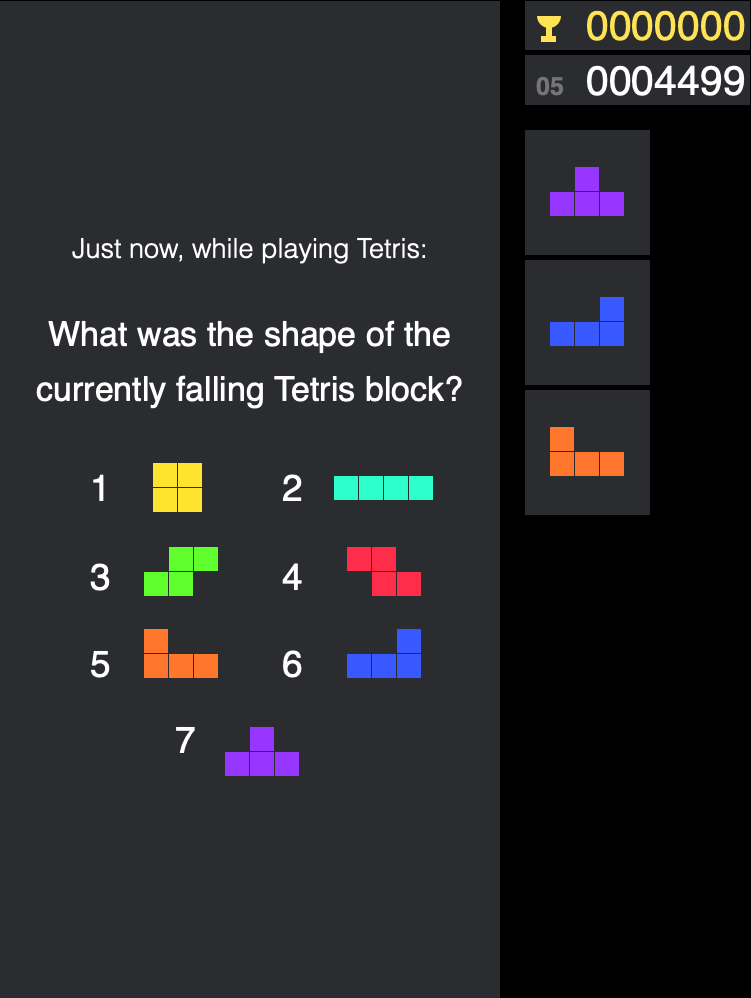 0000000
05 0004499
Just now, while playing Tetris:
What was the shape of the
currently falling Tetris block?
1 2
3 4
5 6
7